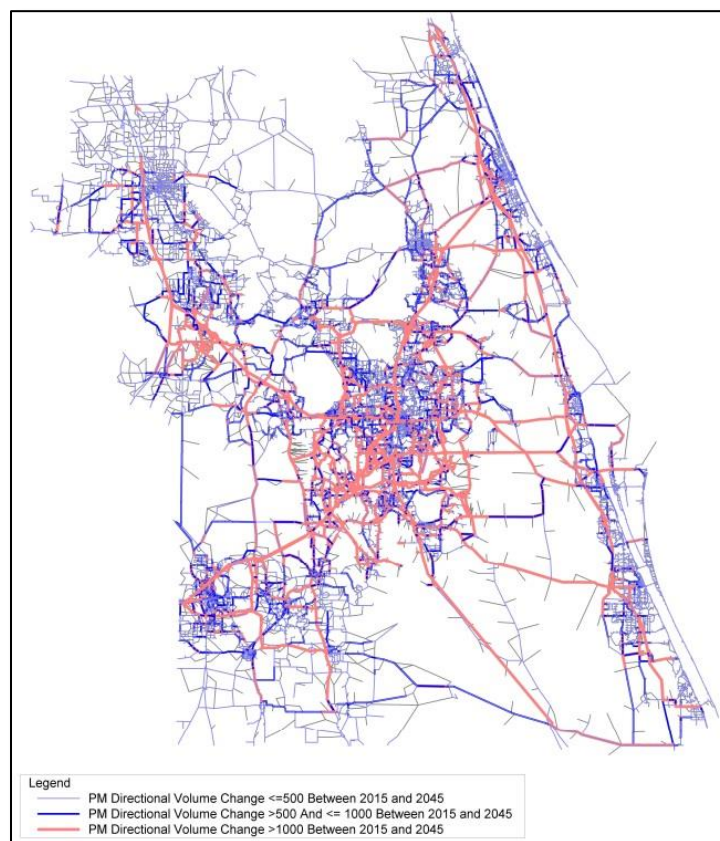 Legend
PM Directional Volume Change <=500 Between 2015 and 2045
PM Directional Volume Change >500 And <= 1000 Between 2015 and 2045
PM Directional Volume Change >1000 Between 2015 and 2045